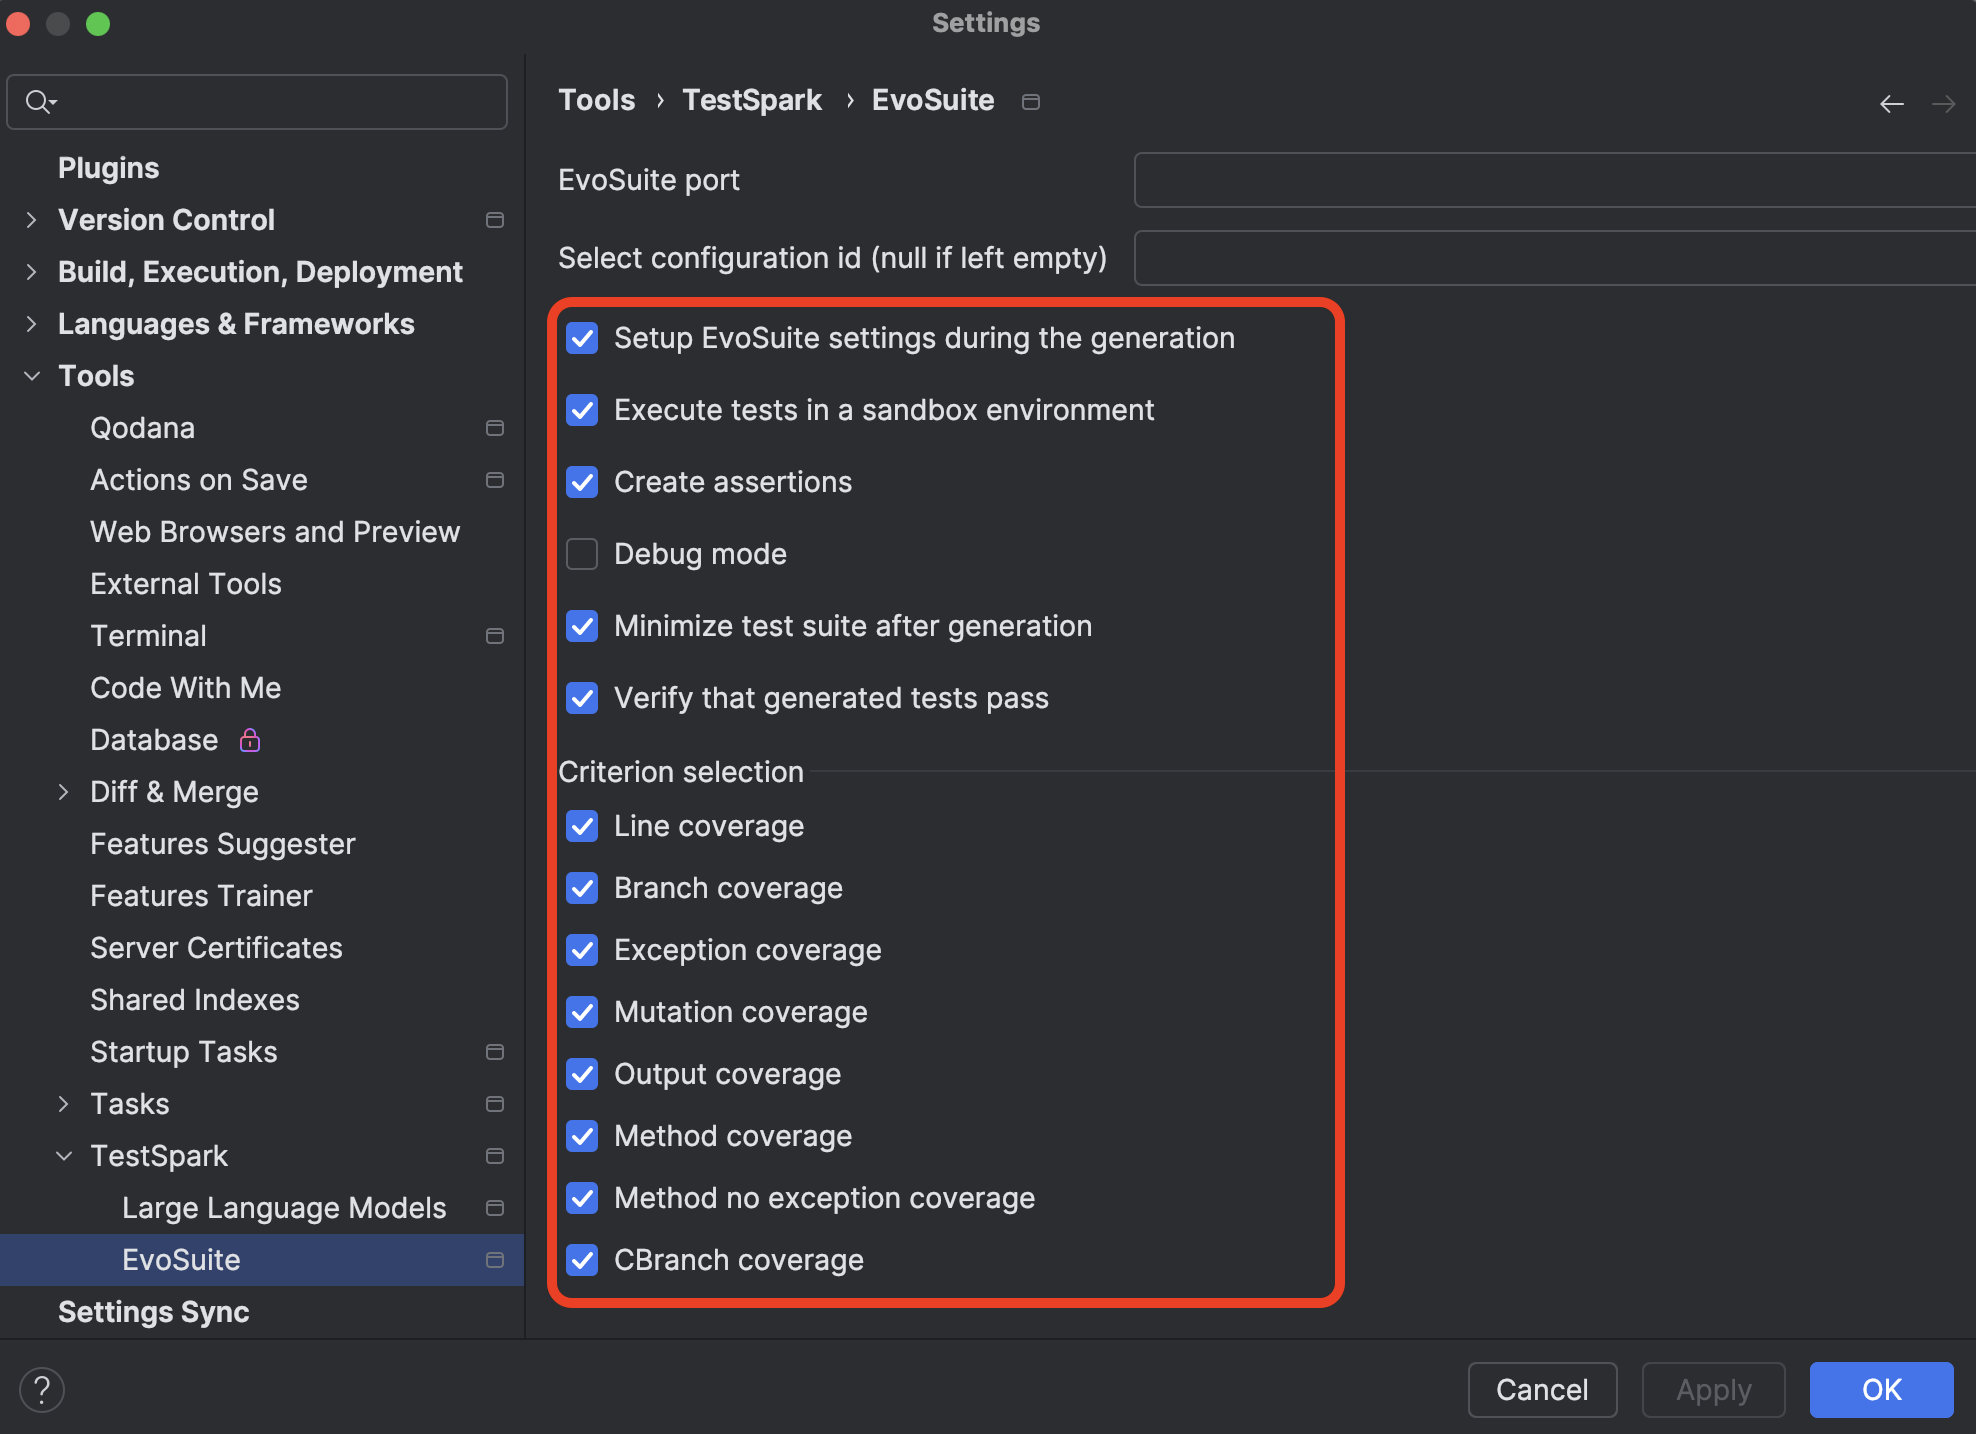 Settings
Plugins
Version Control
Build, Execution, Deployment
Languages & Frameworks
Tools
Qodana
Actions on Save
Web Browsers and Preview
External Tools
Terminal
Code With Me
Database
Diff & Merge
Features Suggester
Features Trainer
Server Certificates
Shared Indexes
Startup Tasks
Tasks
TestSpark
Large Language Models
EvoSuite
Settings Sync
Tools › TestSpark › EvoSuite
EvoSuite port
Select configuration id (null if left empty)
Setup EvoSuite settings during the generation
Execute tests in a sandbox environment
Create assertions
Debug mode
Minimize test suite after generation
Verify that generated tests pass
Criterion selection
Line coverage
Branch coverage
Exception coverage
Mutation coverage
Output coverage
Method coverage
Method no exception coverage
CBranch coverage
?
Cancel
Apply
OK